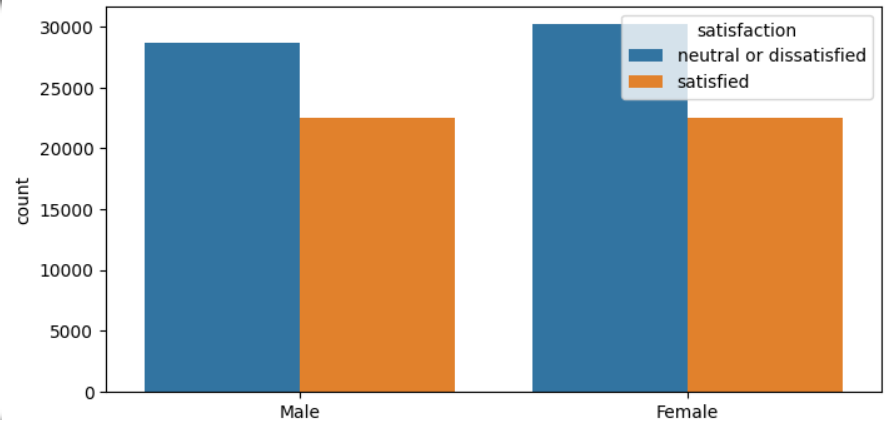 30000
25000
20000
15000
10000
5000
0
count
satisfaction
neutral or dissatisfied
satisfied
Male
Female